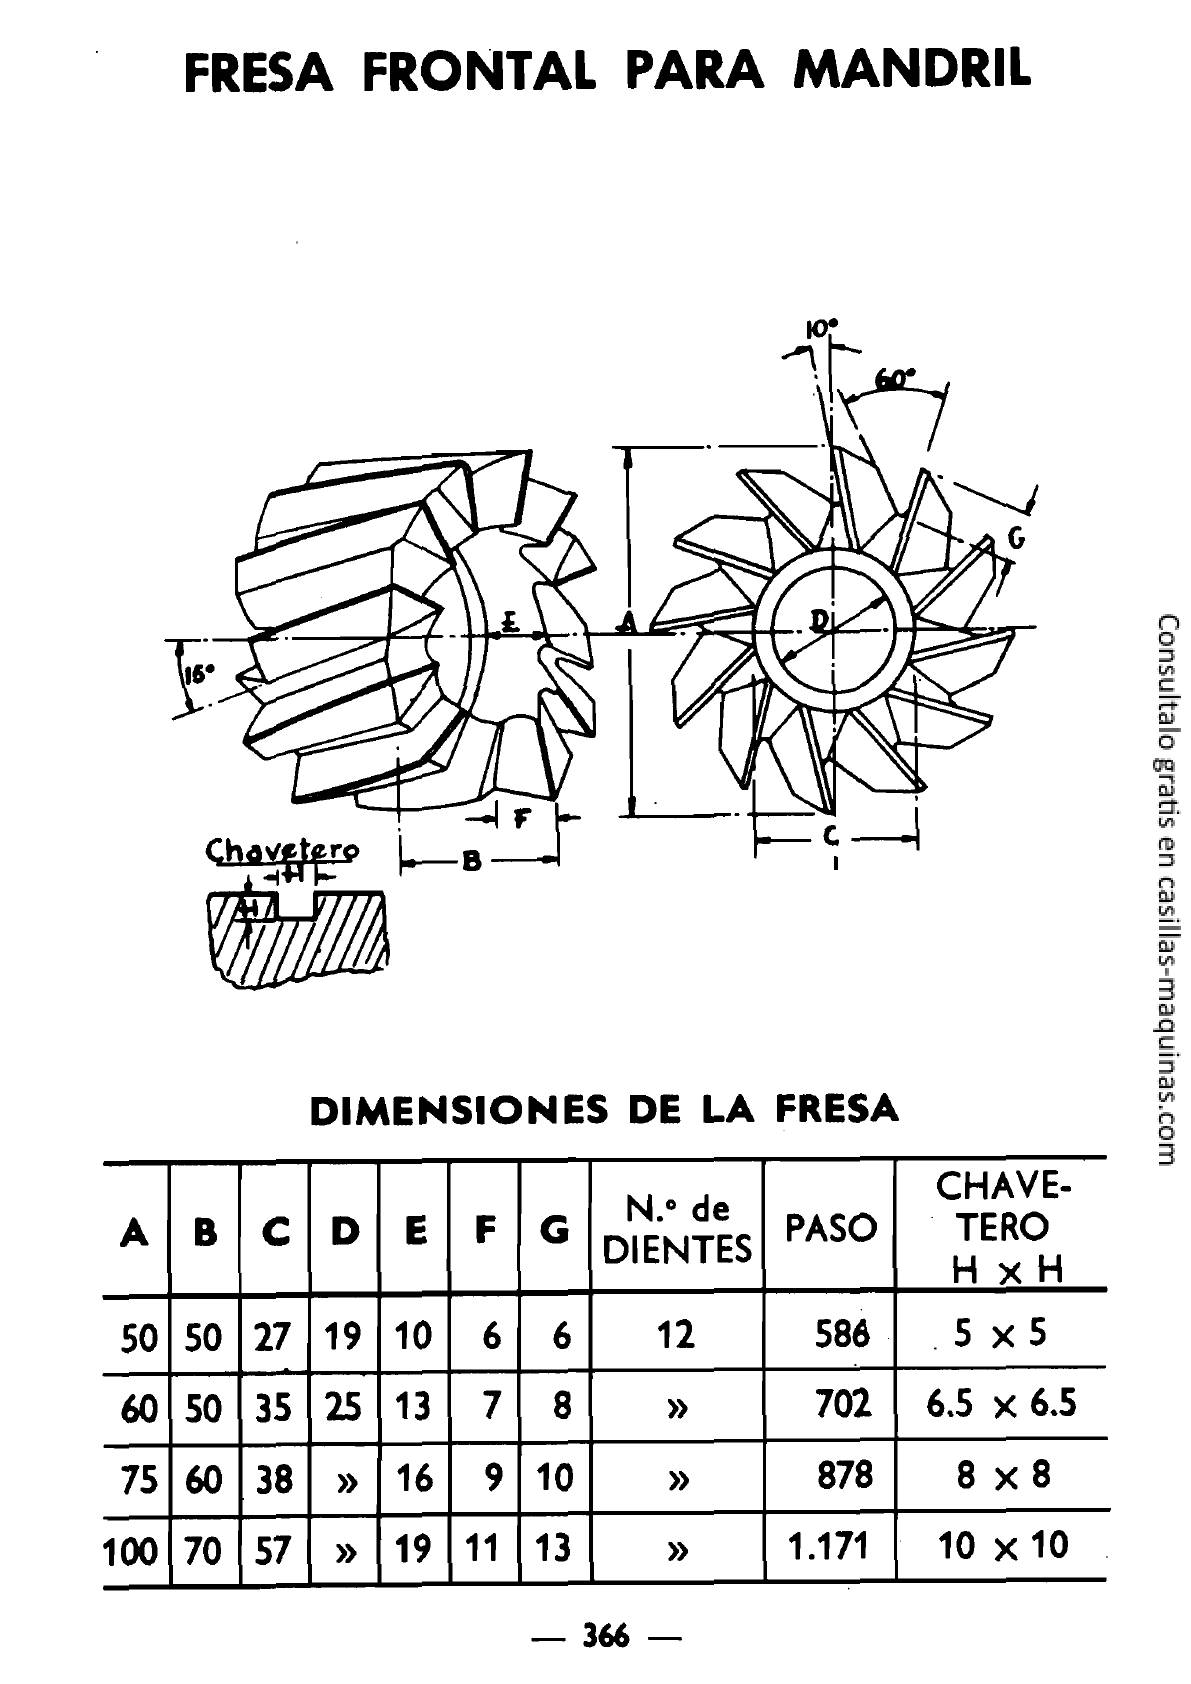 FRESA FRONTAL PARA MANDRIL
10°
60°
G
E
A
D
15°
F
C
B
Chavetero
H
H
Consultalo gratis en casillas-maquinas.com
DIMENSIONES DE LA FRESA
A B C D E F G N.º de DIENTES PASO CHAVE-TERO H x H
50 50 27 19 10 6 6 12 586 5 x 5
60 50 35 25 13 7 8 » 702 6.5 x 6.5
75 60 38 » 16 9 10 » 878 8 x 8
100 70 57 » 19 11 13 » 1.171 10 x 10
— 366 —